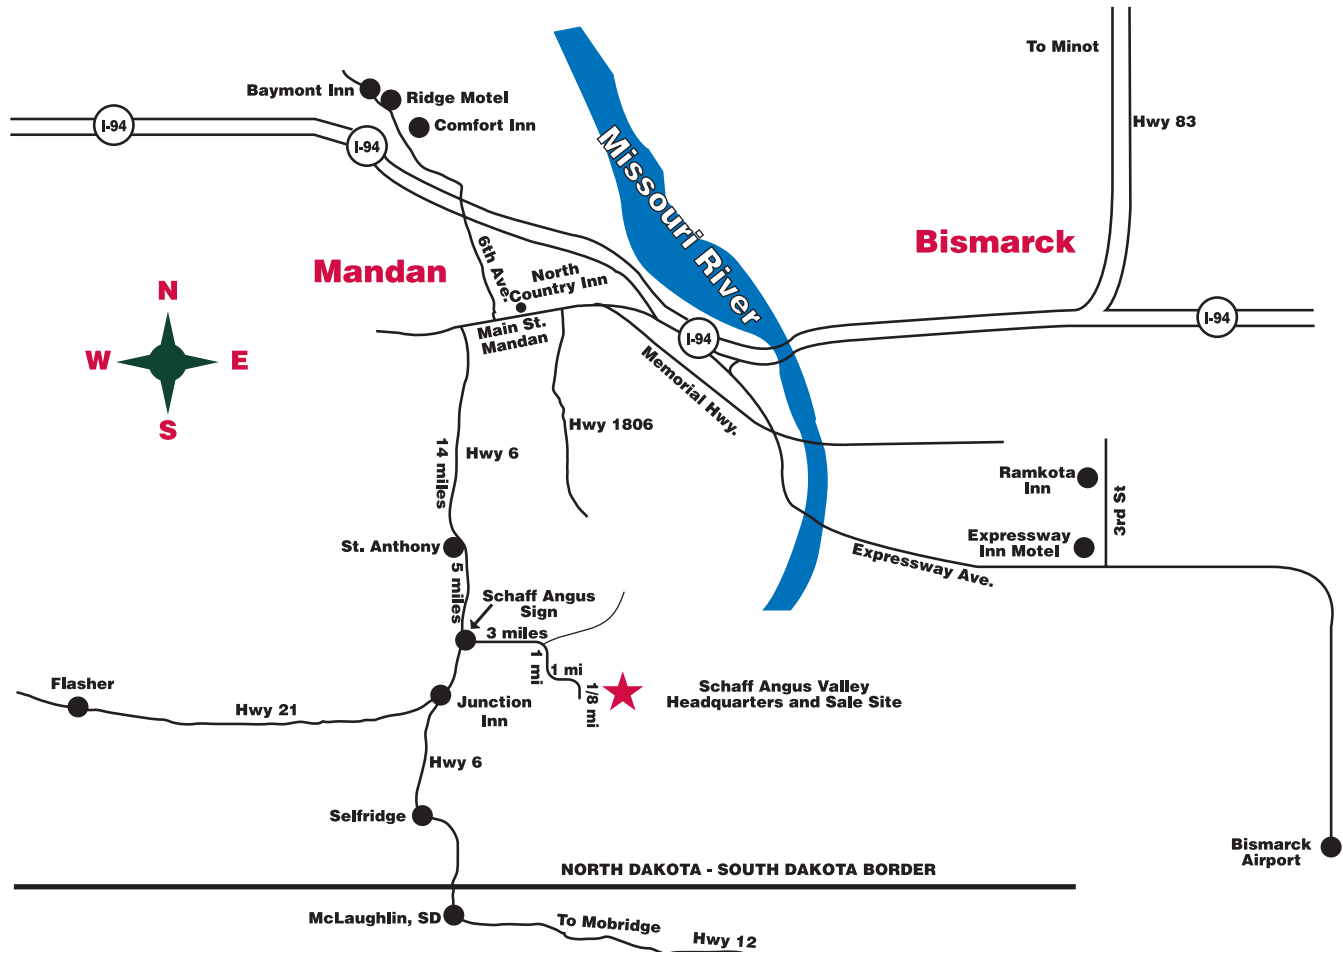 To Minot
Baymont Inn
Ridge Motel
Comfort Inn
I-94
I-94
Hwy 83
Missouri River
Bismarck
Mandan
6th Ave.
North
Country Inn
Main St.
Mandan
I-94
I-94
N
W
E
S
Memorial Hwy.
Hwy 1806
14 miles
Hwy 6
Ramkota
Inn
3rd St
Expressway
Inn Motel
St. Anthony
Expressway Ave.
5 miles
Schaff Angus
Sign
3 miles
1 mi
1 mi
1/8 mi
Schaff Angus Valley
Headquarters and Sale Site
Flasher
Hwy 21
Junction
Inn
Hwy 6
Selfridge
Bismarck
Airport
NORTH DAKOTA - SOUTH DAKOTA BORDER
McLaughlin, SD
To Mobridge
Hwy 12